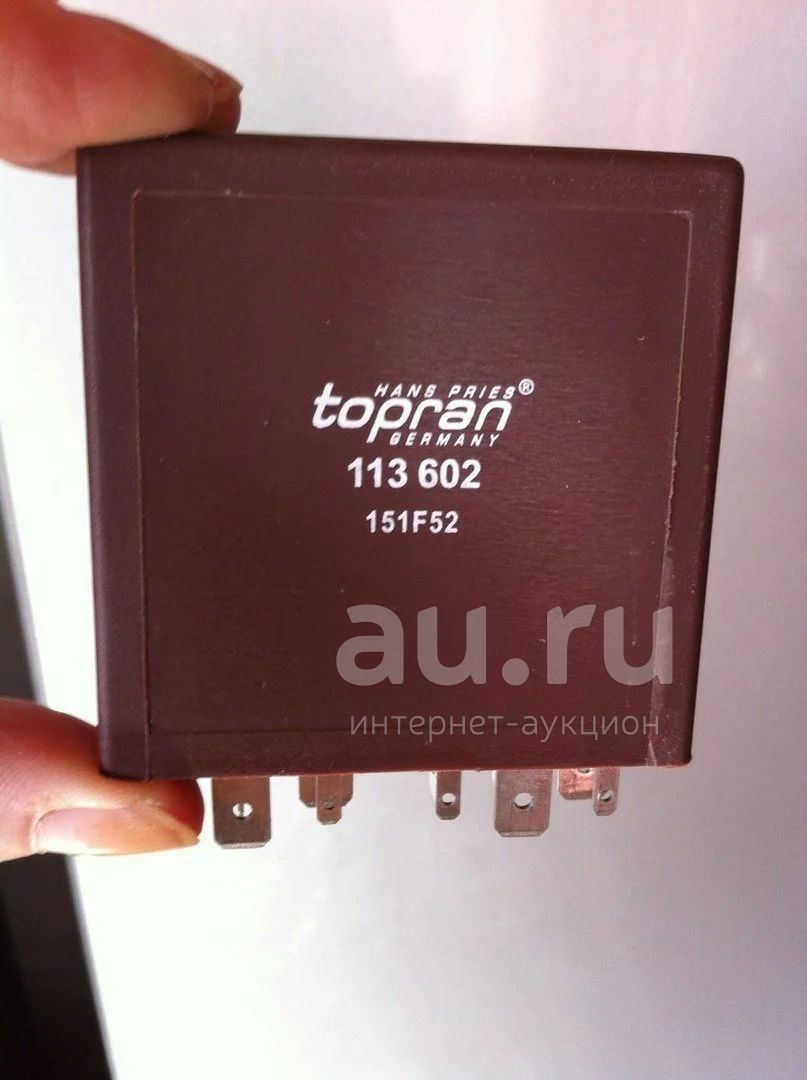 HANS PRIES®
topran
GERMANY
113 602
151F52
au.ru
интернет-аукцион